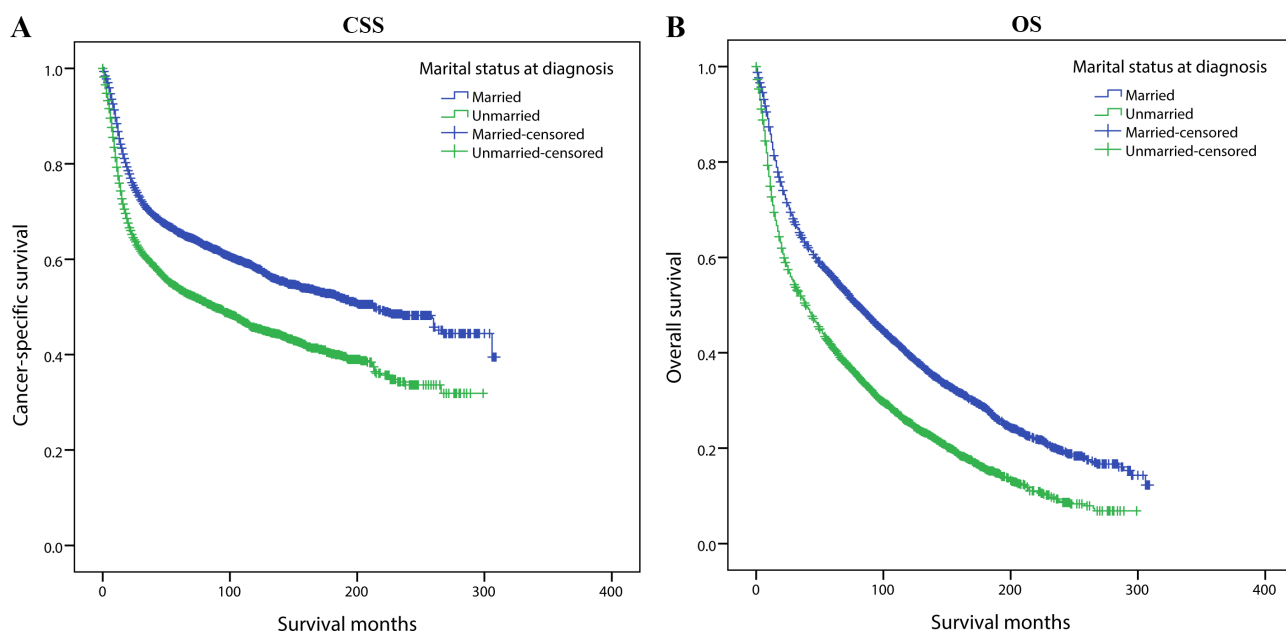 A
CSS
Marital status at diagnosis
Married
Unmarried
Married-censored
Unmarried-censored
Cancer-specific survival
1.0
0.8
0.6
0.4
0.2
0.0
0
100
200
300
400
Survival months
B
OS
Marital status at diagnosis
Married
Unmarried
Married-censored
Unmarried-censored
Overall survival
1.0
0.8
0.6
0.4
0.2
0.0
0
100
200
300
400
Survival months